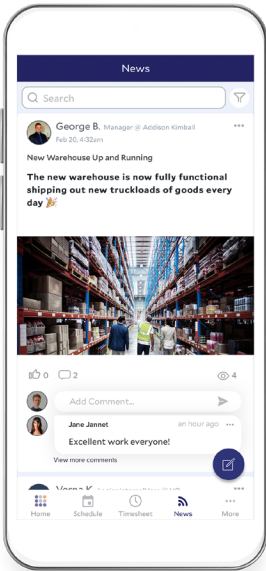 News
Search
George B. Manager @ Addison Kimball
Feb 20, 4:32am
New Warehouse Up and Running
The new warehouse is now fully functional
shipping out new truckloads of goods every
day 🎉
0 2 4
Add Comment...
Jane Jannet an hour ago
Excellent work everyone!
View more comments
Verna K.
Home Schedule Timesheet News More